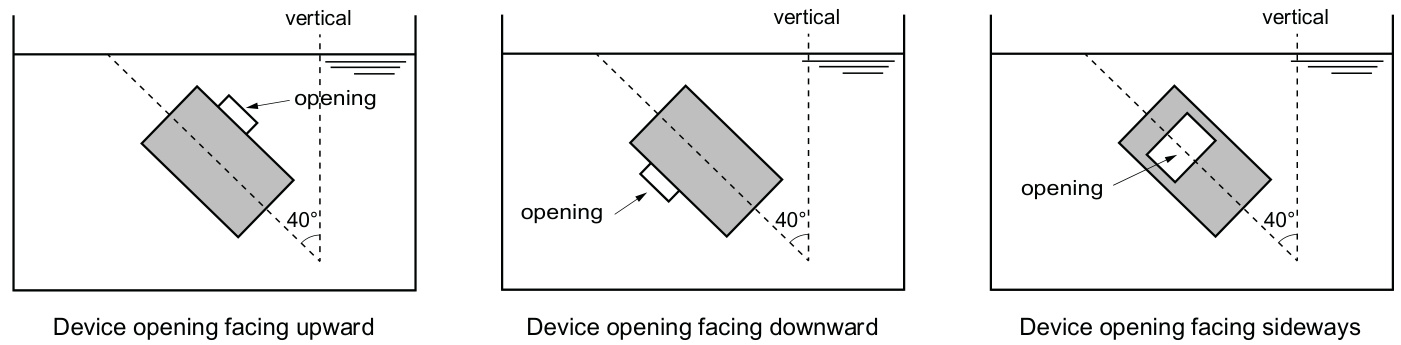 vertical
opening
40°
Device opening facing upward
vertical
opening
40°
Device opening facing downward
vertical
opening
40°
Device opening facing sideways